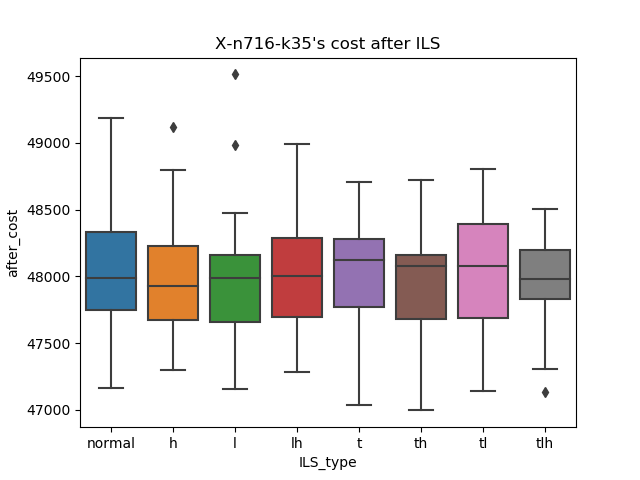 X-n716-k35's cost after ILS
49500
49000
48500
48000
47500
47000
after_cost
normal h l lh t th tl tlh
ILS_type